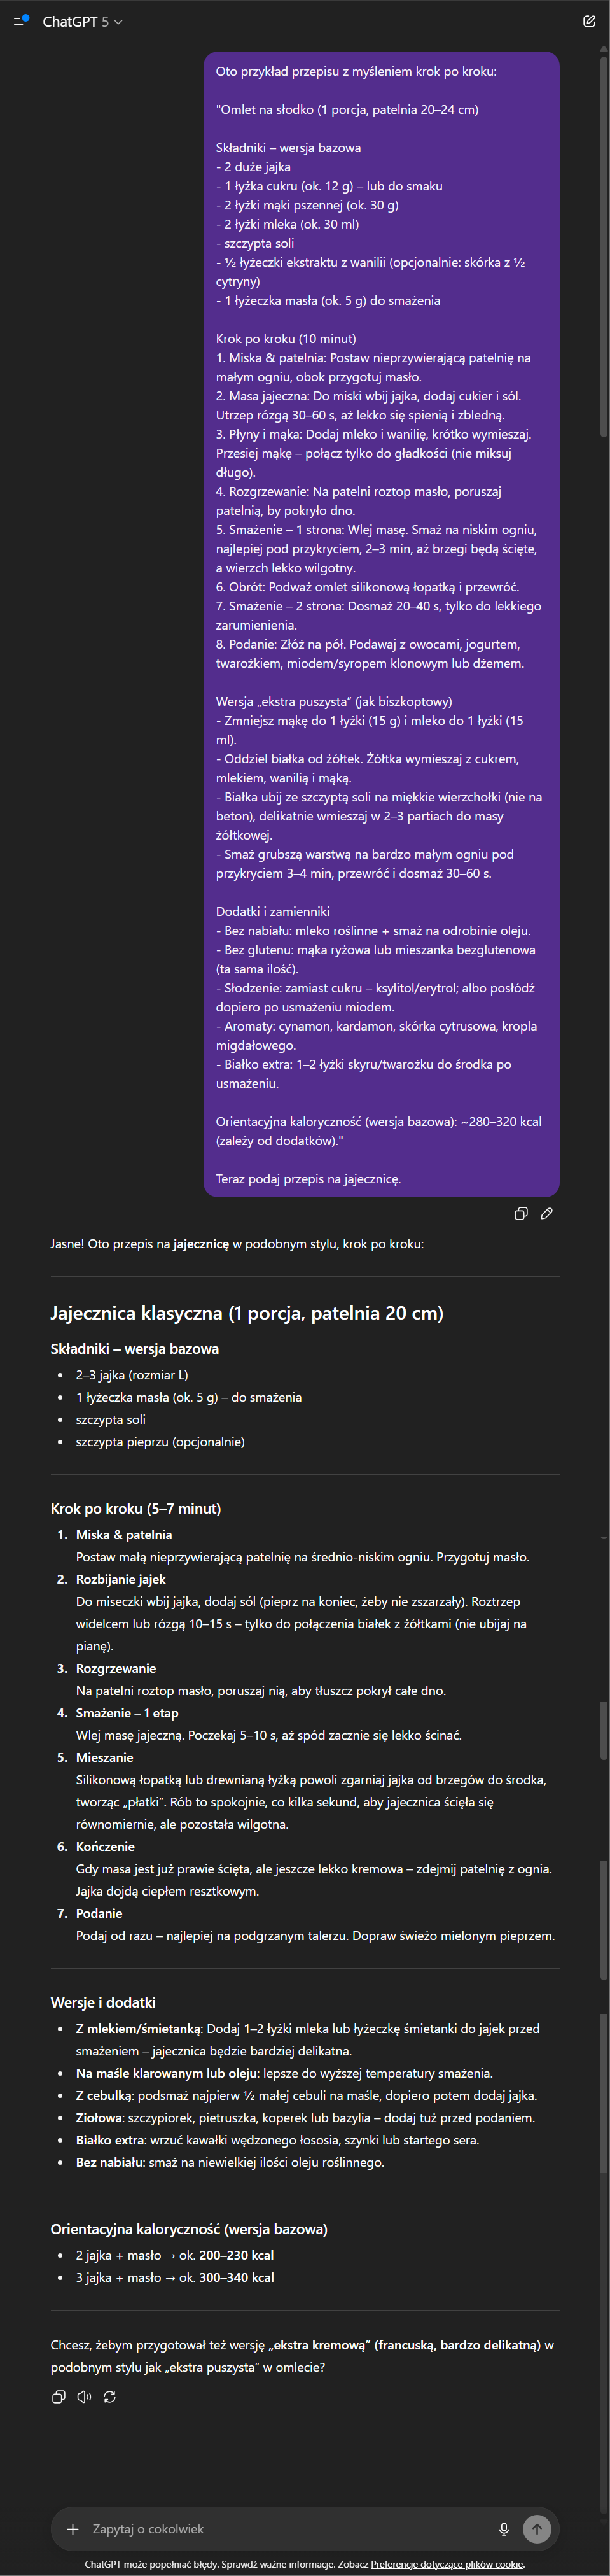 ChatGPT 5
Oto przykład przepisu z myśleniem krok po kroku:
"Omlet na słodko (1 porcja, patelnia 20–24 cm)
Składniki – wersja bazowa
- 2 duże jajka
- 1 łyżka cukru (ok. 12 g) – lub do smaku
- 2 łyżki mąki pszennej (ok. 30 g)
- 2 łyżki mleka (ok. 30 ml)
- szczypta soli
- ½ łyżeczki ekstraktu z wanilii (opcjonalnie: skórka z ½
cytryny)
- 1 łyżeczka masła (ok. 5 g) do smażenia
Krok po kroku (10 minut)
1. Miska & patelnia: Postaw nieprzywierającą patelnię na
małym ogniu, obok przygotuj masło.
2. Masa jajeczna: Do miski wbij jajka, dodaj cukier i sól.
Utrzep rózgą 30–60 s, aż lekko się spienią i zbledną.
3. Płyny i mąka: Dodaj mleko i wanilię, krótko wymieszaj.
Przesiej mąkę – połącz tylko do gładkości (nie miksuj
długo).
4. Rozgrzewanie: Na patelni roztop masło, poruszaj
patelnią, by pokryło dno.
5. Smażenie – 1 strona: Wlej masę. Smaż na niskim ogniu,
najlepiej pod przykryciem, 2–3 min, aż brzegi będą ścięte,
a wierzch lekko wilgotny.
6. Obrót: Podważ omlet silikonową łopatką i przewróć.
7. Smażenie – 2 strona: Dosmaż 20–40 s, tylko do lekkiego
zarumienienia.
8. Podanie: Złóż na pół. Podawaj z owocami, jogurtem,
twarożkiem, miodem/syropem klonowym lub dżemem.
Wersja „ekstra puszysta” (jak biszkoptowy)
- Zmniejsz mąkę do 1 łyżki (15 g) i mleko do 1 łyżki (15
ml).
- Oddziel białka od żółtek. Żółtka wymieszaj z cukrem,
mlekiem, wanilią i mąką.
- Białka ubij ze szczyptą soli na miękkie wierzchołki (nie na
beton), delikatnie wmieszaj w 2–3 partiach do masy
żółtkowej.
- Smaż grubszą warstwą na bardzo małym ogniu pod
przykryciem 3–4 min, przewróć i dosmaż 30–60 s.
Dodatki i zamienniki
- Bez nabiału: mleko roślinne + smaż na odrobinie oleju.
- Bez glutenu: mąka ryżowa lub mieszanka bezglutenowa
(ta sama ilość).
- Słodzenie: zamiast cukru – ksylitol/erytrol; albo posłódź
dopiero po usmażeniu miodem.
- Aromaty: cynamon, kardamon, skórka cytrusowa, kropla
migdałowego.
- Białko extra: 1–2 łyżki skyru/twarożku do środka po
usmażeniu.
Orientacyjna kaloryczność (wersja bazowa): ~280–320 kcal
(zależy od dodatków)."
Teraz podaj przepis na jajecznicę.
Jasne! Oto przepis na jajecznicę w podobnym stylu, krok po kroku:
Jajecznica klasyczna (1 porcja, patelnia 20 cm)
Składniki – wersja bazowa
• 2–3 jajka (rozmiar L)
• 1 łyżeczka masła (ok. 5 g) – do smażenia
• szczypta soli
• szczypta pieprzu (opcjonalnie)
Krok po kroku (5–7 minut)
1. Miska & patelnia
Postaw małą nieprzywierającą patelnię na średnio-niskim ogniu. Przygotuj masło.
2. Rozbijanie jajek
Do miseczki wbij jajka, dodaj sól (pieprz na koniec, żeby nie zszarzały). Roztrzep
widelcem lub rózgą 10–15 s – tylko do połączenia białek z żółtkami (nie ubijaj na
pianę).
3. Rozgrzewanie
Na patelni roztop masło, poruszaj nią, aby tłuszcz pokrył całe dno.
4. Smażenie – 1 etap
Wlej masę jajeczną. Poczekaj 5–10 s, aż spód zacznie się lekko ścinać.
5. Mieszanie
Silikonową łopatką lub drewnianą łyżką powoli zgarniaj jajka od brzegów do środka,
tworząc „płatki”. Rób to spokojnie, co kilka sekund, aby jajecznica ścięła się
równomiernie, ale pozostała wilgotna.
6. Kończenie
Gdy masa jest już prawie ścięta, ale jeszcze lekko kremowa – zdejmij patelnię z ognia.
Jajka dojdą ciepłem resztkowym.
7. Podanie
Podaj od razu – najlepiej na podgrzanym talerzu. Dopraw świeżo mielonym pieprzem.
Wersje i dodatki
• Z mlekiem/śmietanką: Dodaj 1–2 łyżki mleka lub łyżeczkę śmietanki do jajek przed
smażeniem – jajecznica będzie bardziej delikatna.
• Na maśle klarowanym lub oleju: lepsze do wyższej temperatury smażenia.
• Z cebulką: podsmaż najpierw ½ małej cebuli na maśle, dopiero potem dodaj jajka.
• Ziołowa: szczypiorek, pietruszka, koperek lub bazylia – dodaj tuż przed podaniem.
• Białko extra: wrzuć kawałki wędzonego łososia, szynki lub startego sera.
• Bez nabiału: smaż na niewielkiej ilości oleju roślinnego.
Orientacyjna kaloryczność (wersja bazowa)
• 2 jajka + masło → ok. 200–230 kcal
• 3 jajka + masło → ok. 300–340 kcal
Chcesz, żebym przygotował też wersję „ekstra kremową” (francuską, bardzo delikatną) w
podobnym stylu jak „ekstra puszysta” w omlecie?
Zapytaj o cokolwiek
ChatGPT może popełniać błędy. Sprawdź ważne informacje. Zobacz Preferencje dotyczące plików cookie.